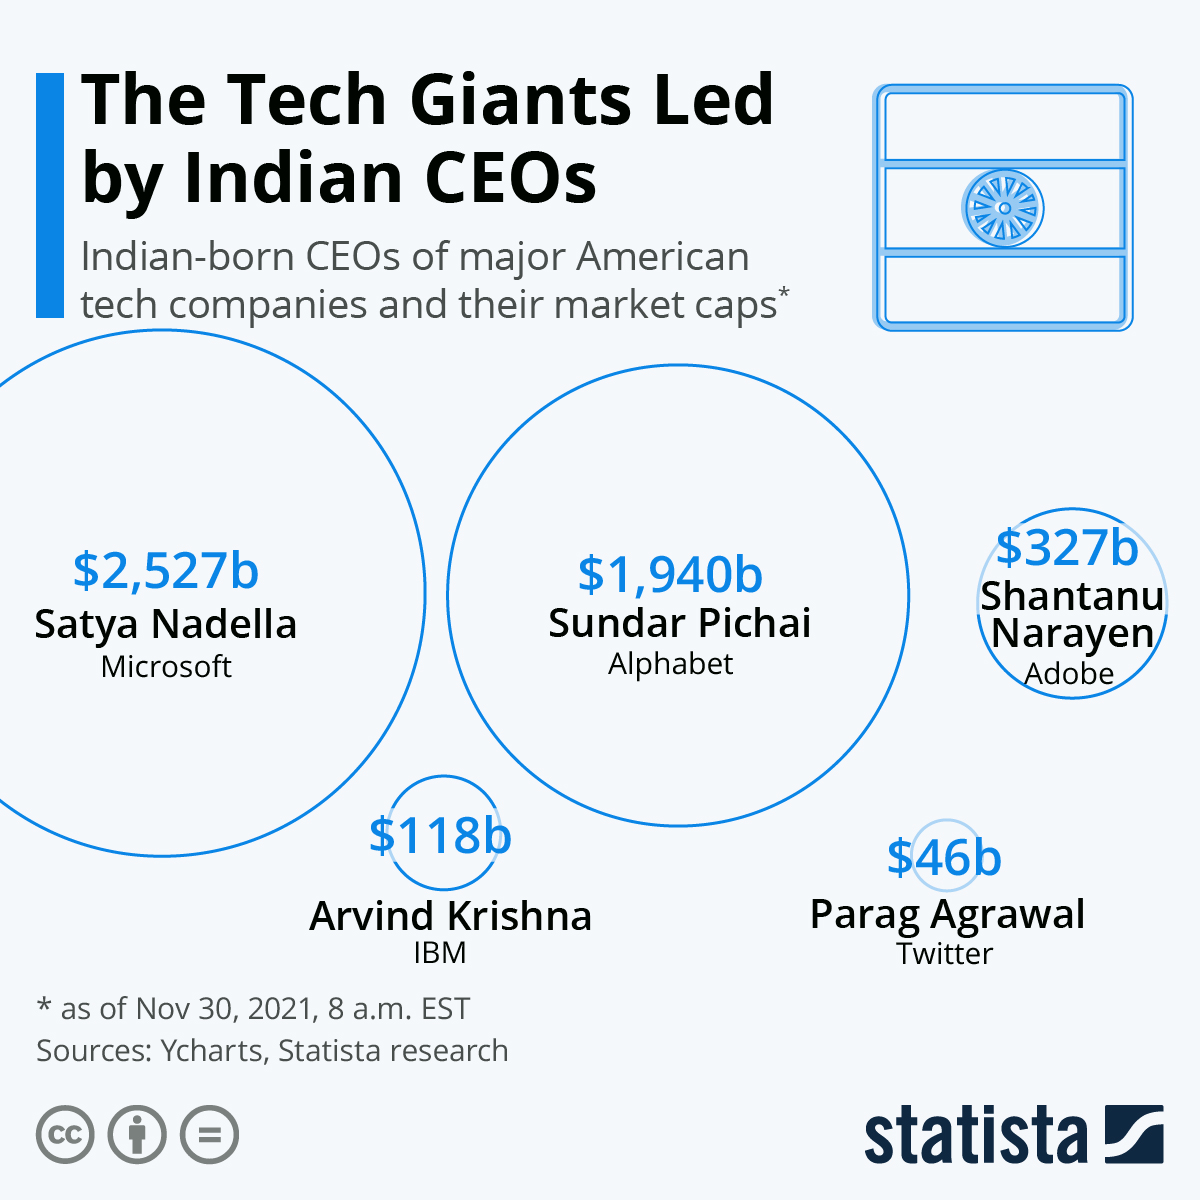 The Tech Giants Led
by Indian CEOs
Indian-born CEOs of major American
tech companies and their market caps*
$2,527b
Satya Nadella
Microsoft
$1,940b
Sundar Pichai
Alphabet
$327b
Shantanu
Narayen
Adobe
$118b
Arvind Krishna
IBM
$46b
Parag Agrawal
Twitter
* as of Nov 30, 2021, 8 a.m. EST
Sources: Ycharts, Statista research
cc
statista